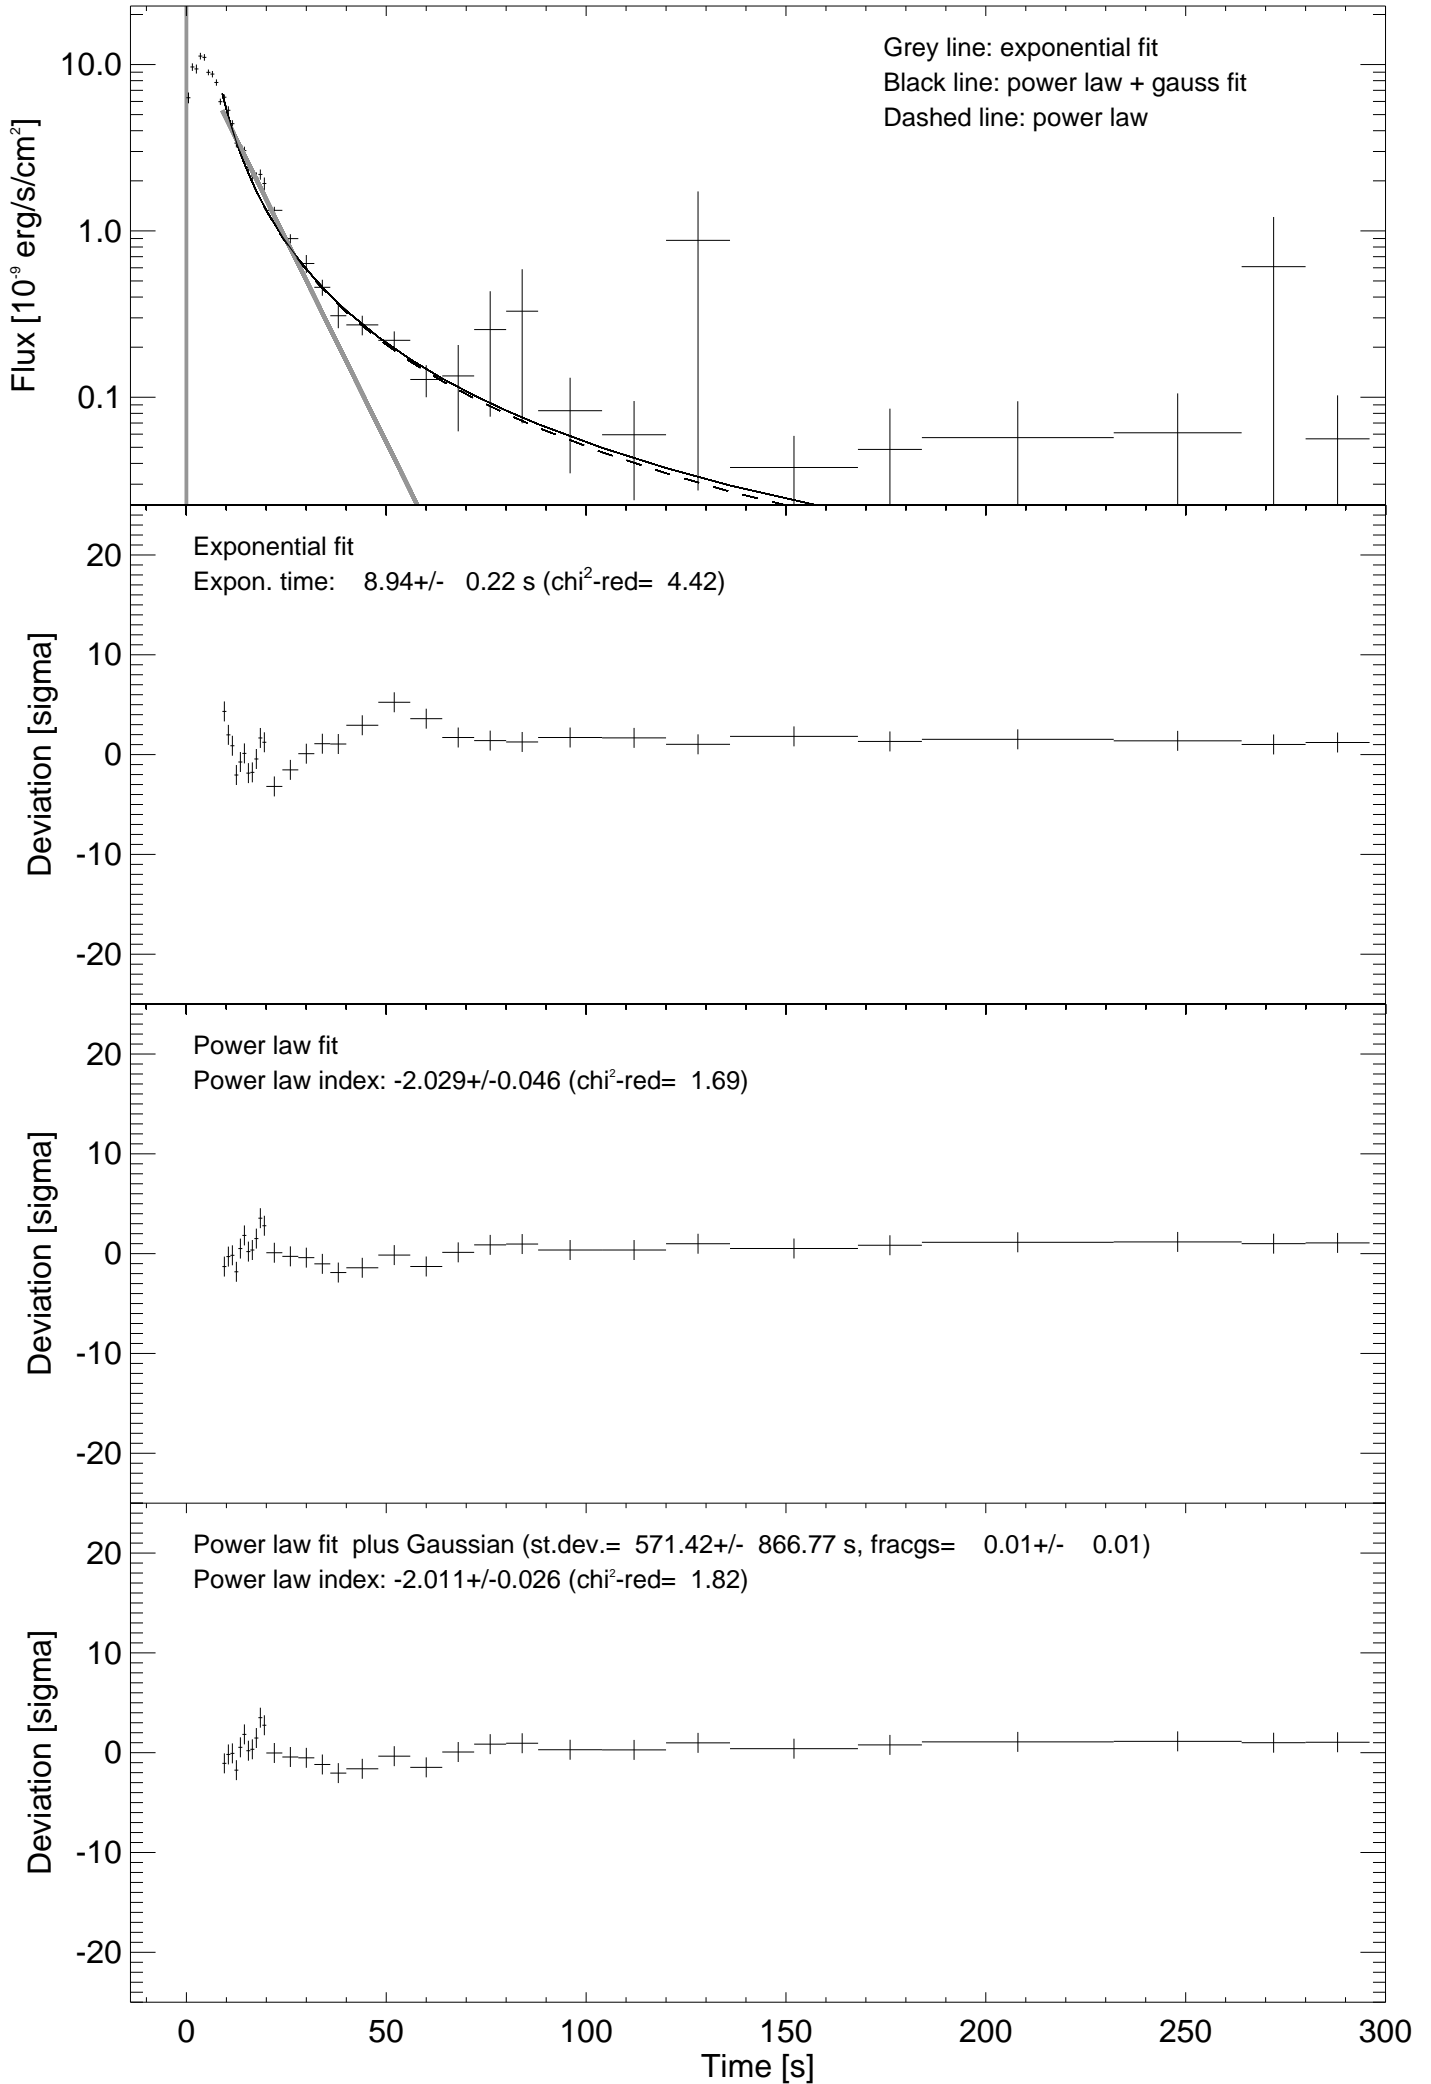 Grey line: exponential fit
Black line: power law + gauss fit
Dashed line: power law
Flux [10⁻⁹ erg/s/cm²]
10.0
1.0
0.1
Exponential fit
Expon. time: 8.94+/- 0.22 s (chi²-red= 4.42)
Deviation [sigma]
20
10
0
-10
-20
Power law fit
Power law index: -2.029+/-0.046 (chi²-red= 1.69)
Deviation [sigma]
20
10
0
-10
-20
Power law fit plus Gaussian (st.dev.= 571.42+/- 866.77 s, fracgs= 0.01+/- 0.01)
Power law index: -2.011+/-0.026 (chi²-red= 1.82)
Deviation [sigma]
20
10
0
-10
-20
0 50 100 150 200 250 300
Time [s]